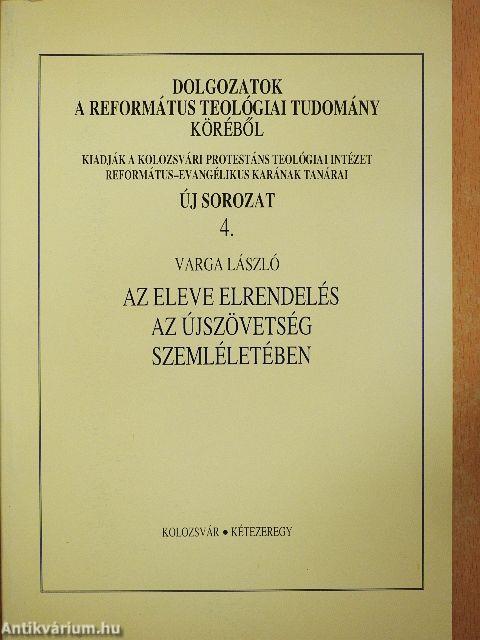 DOLGOZATOK
A REFORMÁTUS TEOLÓGIAI TUDOMÁNY
KÖRÉBŐL
KIADJÁK A KOLOZSVÁRI PROTESTÁNS TEOLÓGIAI INTÉZET
REFORMÁTUS–EVANGÉLIKUS KARÁNAK TANÁRAI
ÚJ SOROZAT
4.
VARGA LÁSZLÓ
AZ ELEVE ELRENDELÉS
AZ ÚJSZÖVETSÉG
SZEMLÉLETÉBEN
KOLOZSVÁR ● KÉTEZEREGY
Antikvárium.hu